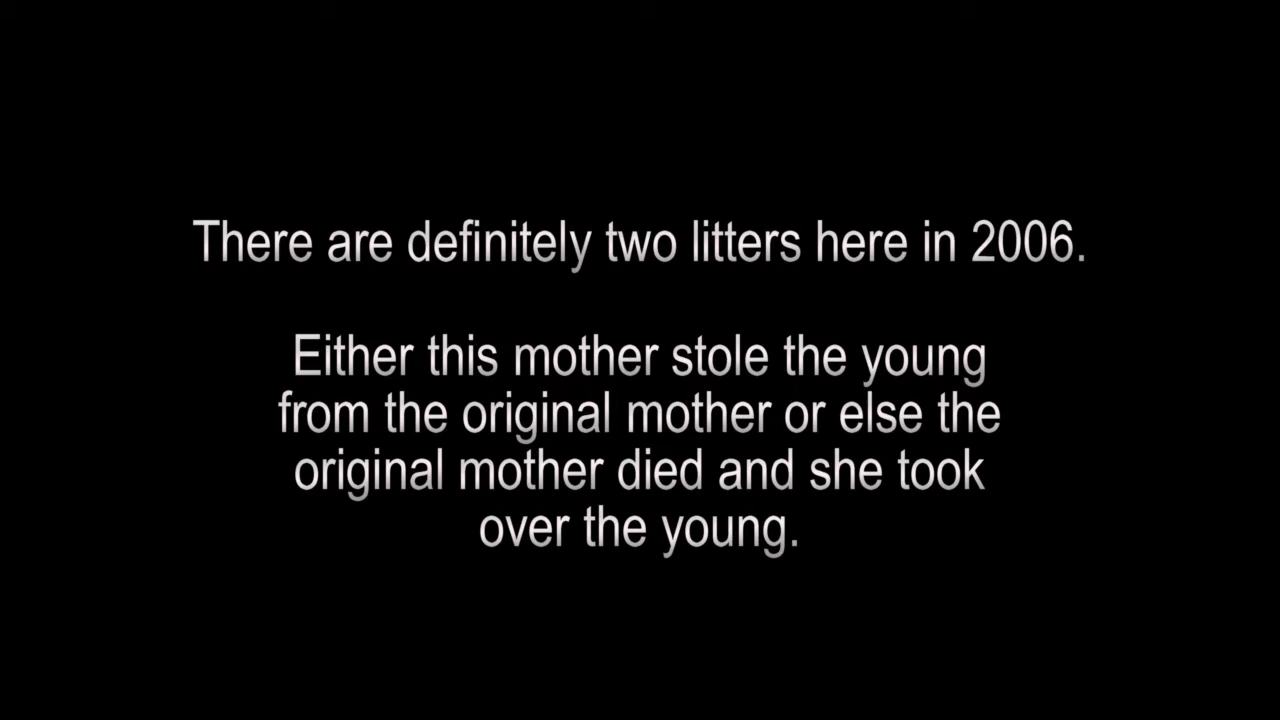 There are definitely two litters here in 2006.
Either this mother stole the young
from the original mother or else the
original mother died and she took
over the young.